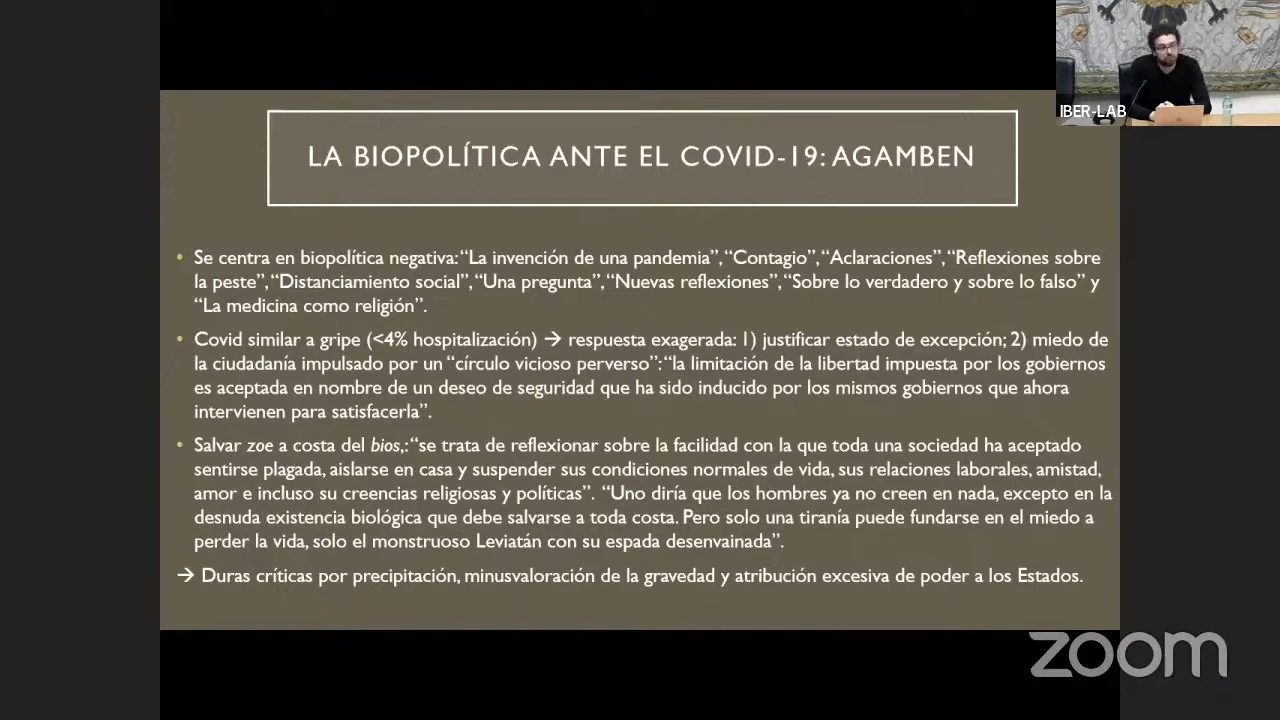 IBER-LAB
LA BIOPOLÍTICA ANTE EL COVID-19: AGAMBEN
• Se centra en biopolítica negativa: “La invención de una pandemia”, “Contagio”, “Aclaraciones”, “Reflexiones sobre
la peste”, “Distanciamiento social”, “Una pregunta”, “Nuevas reflexiones”, “Sobre lo verdadero y sobre lo falso” y
“La medicina como religión”.
• Covid similar a gripe (<4% hospitalización) → respuesta exagerada: 1) justificar estado de excepción; 2) miedo de
la ciudadanía impulsado por un “círculo vicioso perverso”: “la limitación de la libertad impuesta por los gobiernos
es aceptada en nombre de un deseo de seguridad que ha sido inducido por los mismos gobiernos que ahora
intervienen para satisfacerla”.
• Salvar zoe a costa del bios,: “se trata de reflexionar sobre la facilidad con la que toda una sociedad ha aceptado
sentirse plagada, aislarse en casa y suspender sus condiciones normales de vida, sus relaciones laborales, amistad,
amor e incluso su creencias religiosas y políticas”. “Uno diría que los hombres ya no creen en nada, excepto en la
desnuda existencia biológica que debe salvarse a toda costa. Pero solo una tiranía puede fundarse en el miedo a
perder la vida, solo el monstruoso Leviatán con su espada desenvainada”.
→ Duras críticas por precipitación, minusvaloración de la gravedad y atribución excesiva de poder a los Estados.
zoom